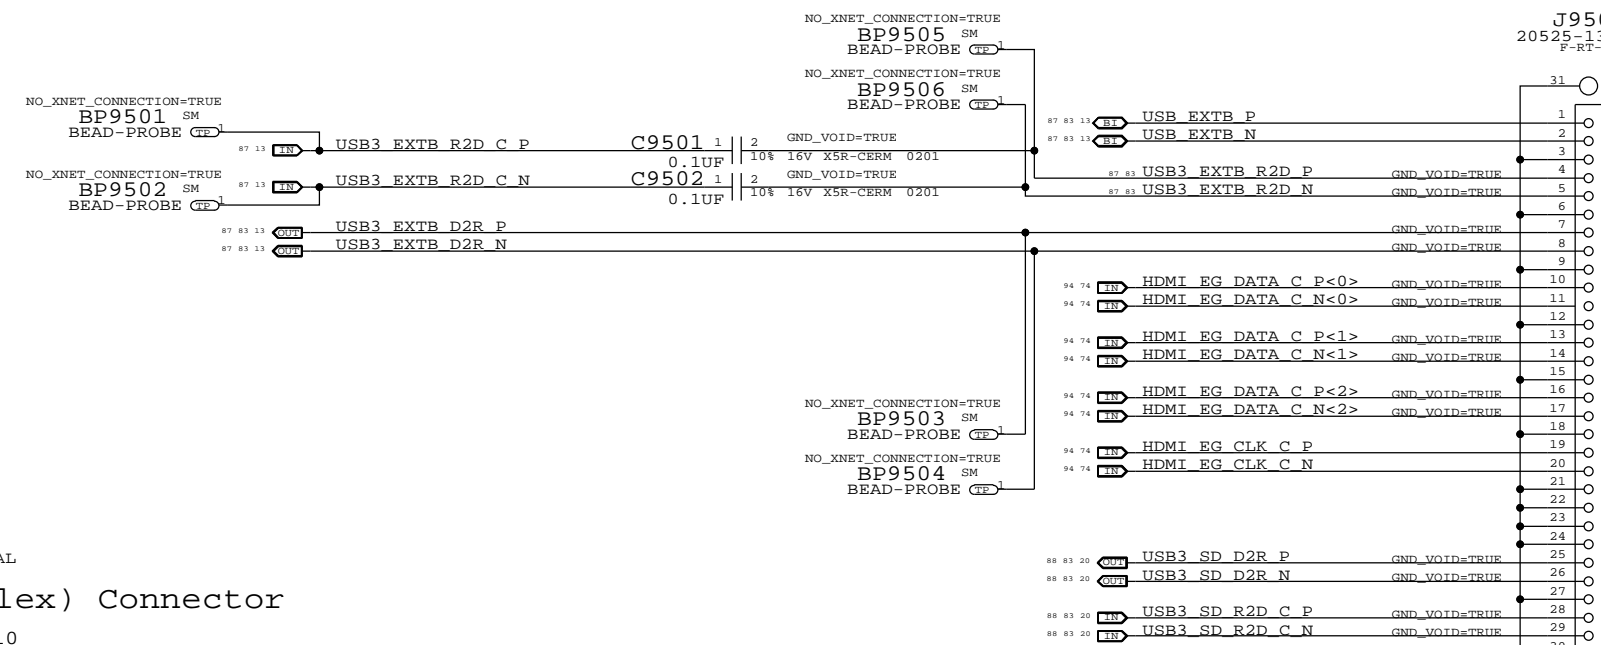 NO_XNET_CONNECTION=TRUE
BP9505 SM
BEAD-PROBE TP 1
NO_XNET_CONNECTION=TRUE
BP9506 SM
BEAD-PROBE TP 1
NO_XNET_CONNECTION=TRUE
BP9501 SM
BEAD-PROBE TP 1
87 13 IN USB3_EXTB_R2D_C_P
C9501 1 2 GND_VOID=TRUE
0.1UF 10% 16V X5R-CERM 0201
NO_XNET_CONNECTION=TRUE
BP9502 SM
BEAD-PROBE TP 1
87 13 IN USB3_EXTB_R2D_C_N
C9502 1 2 GND_VOID=TRUE
0.1UF 10% 16V X5R-CERM 0201
87 83 13 OUT USB3_EXTB_D2R_P
87 83 13 OUT USB3_EXTB_D2R_N
NO_XNET_CONNECTION=TRUE
BP9503 SM
BEAD-PROBE TP 1
NO_XNET_CONNECTION=TRUE
BP9504 SM
BEAD-PROBE TP 1
J950
20525-13
F-RT-
31
87 83 13 BI USB_EXTB_P 1
87 83 13 BI USB_EXTB_N 2
3
87 83 USB3_EXTB_R2D_P GND_VOID=TRUE 4
87 83 USB3_EXTB_R2D_N GND_VOID=TRUE 5
6
GND_VOID=TRUE 7
GND_VOID=TRUE 8
9
94 74 IN HDMI_EG_DATA_C_P<0> GND_VOID=TRUE 10
94 74 IN HDMI_EG_DATA_C_N<0> GND_VOID=TRUE 11
12
94 74 IN HDMI_EG_DATA_C_P<1> GND_VOID=TRUE 13
94 74 IN HDMI_EG_DATA_C_N<1> GND_VOID=TRUE 14
15
94 74 IN HDMI_EG_DATA_C_P<2> GND_VOID=TRUE 16
94 74 IN HDMI_EG_DATA_C_N<2> GND_VOID=TRUE 17
18
94 74 IN HDMI_EG_CLK_C_P 19
94 74 IN HDMI_EG_CLK_C_N 20
21
22
23
24
88 83 20 OUT USB3_SD_D2R_P GND_VOID=TRUE 25
88 83 20 OUT USB3_SD_D2R_N GND_VOID=TRUE 26
27
88 83 20 IN USB3_SD_R2D_C_P GND_VOID=TRUE 28
88 83 20 IN USB3_SD_R2D_C_N GND_VOID=TRUE 29
AL
lex) Connector
10